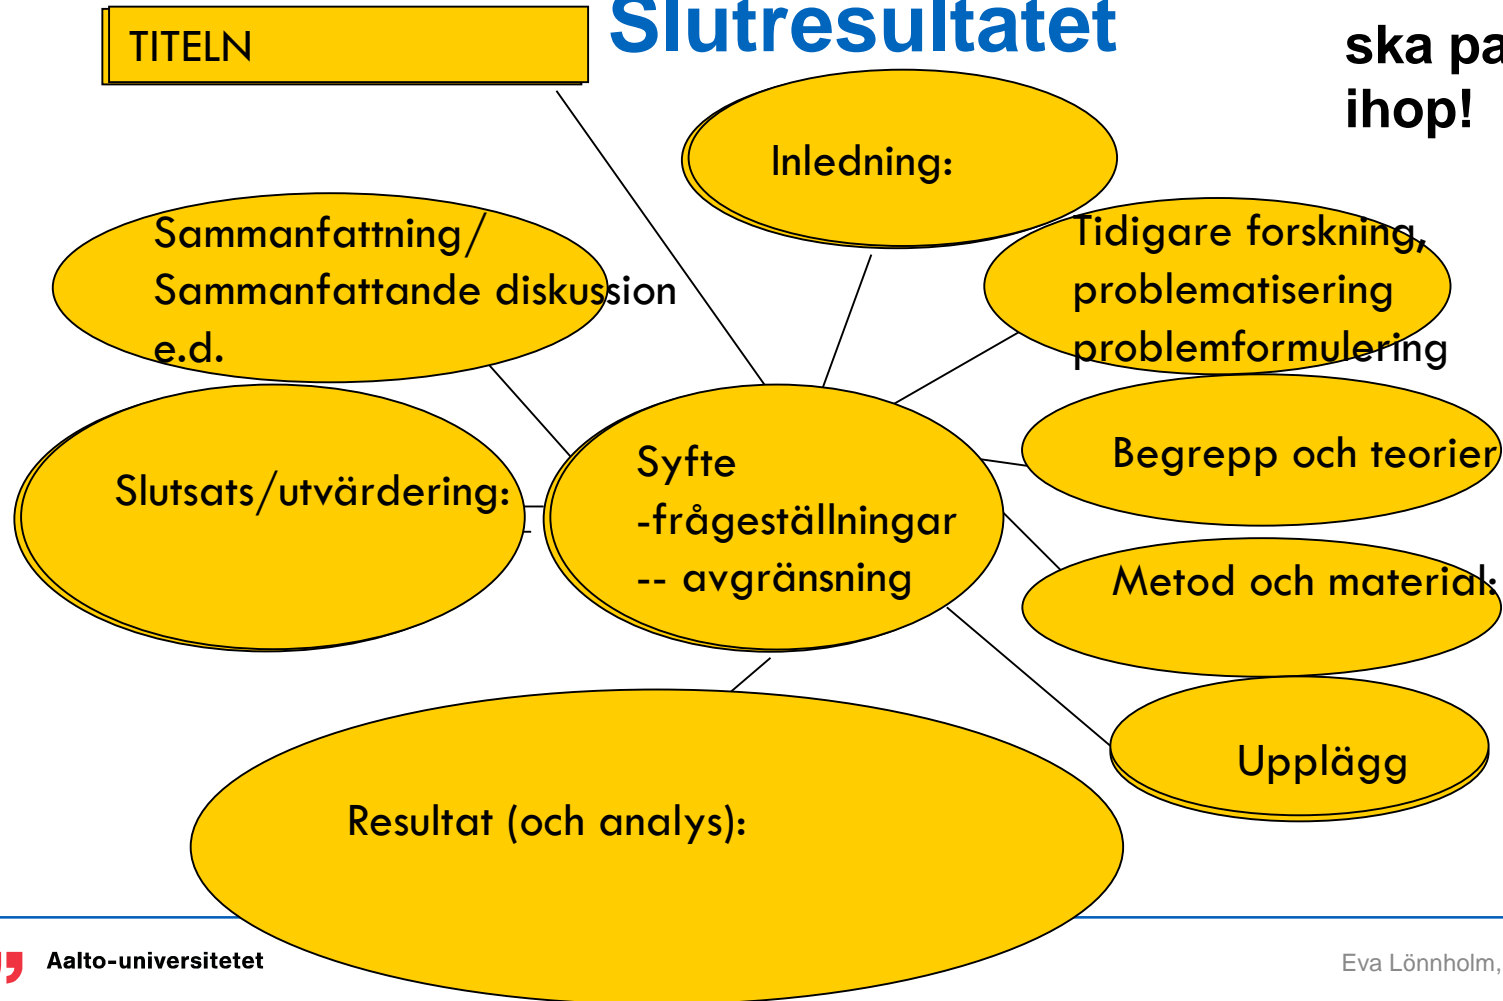 Slutresultatet
TITELN
ska pa
ihop!
Inledning:
Sammanfattning/
Sammanfattande diskussion
e.d.
Tidigare forskning,
problematisering
problemformulering
Slutsats/utvärdering:
Syfte
-frågeställningar
-- avgränsning
Begrepp och teorier
Metod och material:
Upplägg
Resultat (och analys):
Aalto-universitetet
Eva Lönnholm,